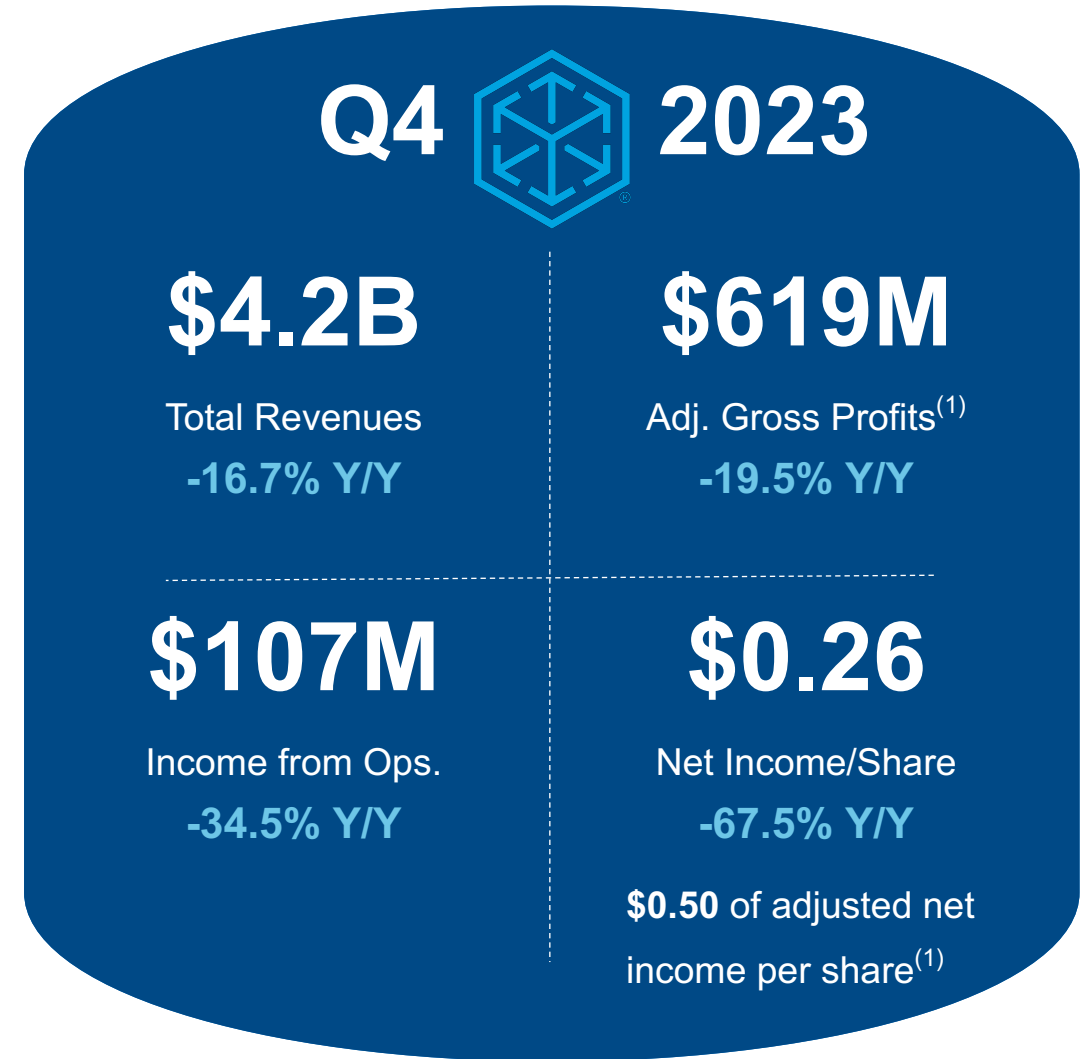 Q4 2023
®
$4.2B
Total Revenues
-16.7% Y/Y
$619M
Adj. Gross Profits(1)
-19.5% Y/Y
$107M
Income from Ops.
-34.5% Y/Y
$0.26
Net Income/Share
-67.5% Y/Y
$0.50 of adjusted net
income per share(1)